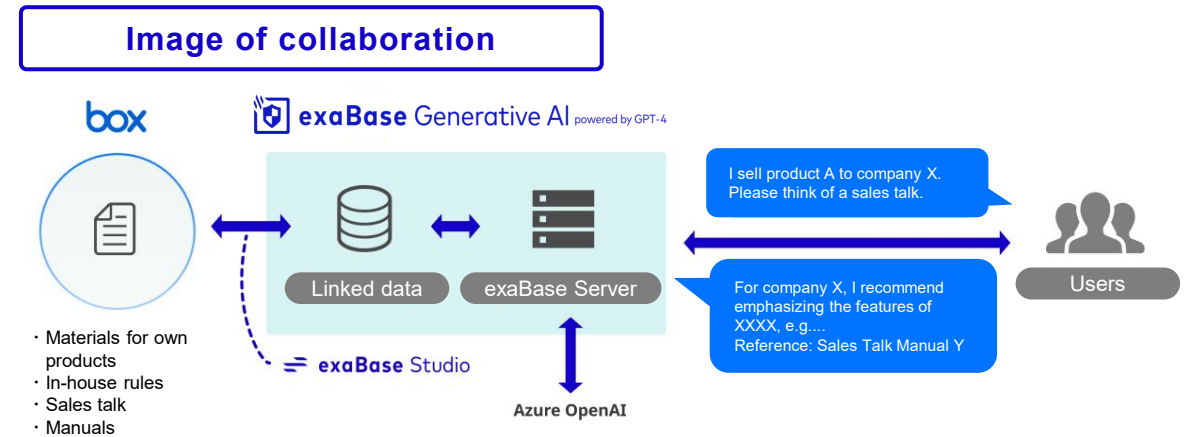 Image of collaboration
box
exaBase Generative AI powered by GPT-4
I sell product A to company X.
Please think of a sales talk.
Linked data
exaBase Server
Users
For company X, I recommend
emphasizing the features of
XXXX, e.g....
Reference: Sales Talk Manual Y
・Materials for own
products
・In-house rules
・Sales talk
・Manuals
exaBase Studio
Azure OpenAI